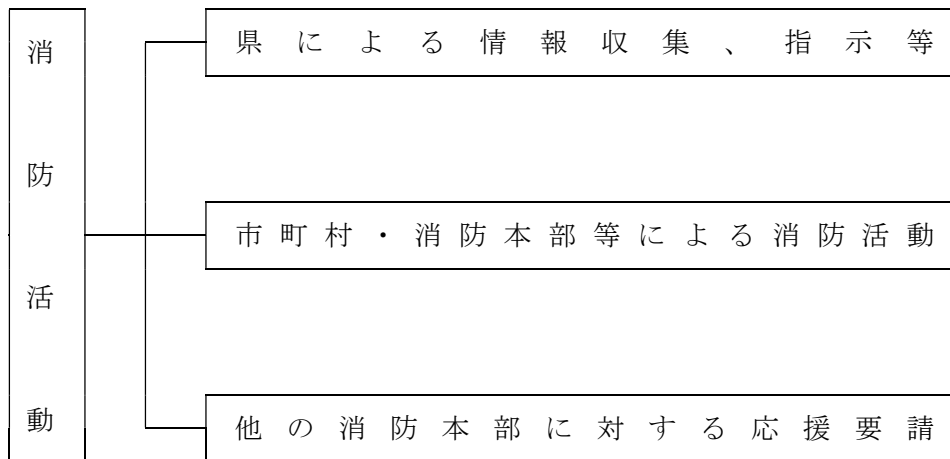 消防活動
県による情報収集、指示等
市町村・消防本部等による消防活動
他の消防本部に対する応援要請